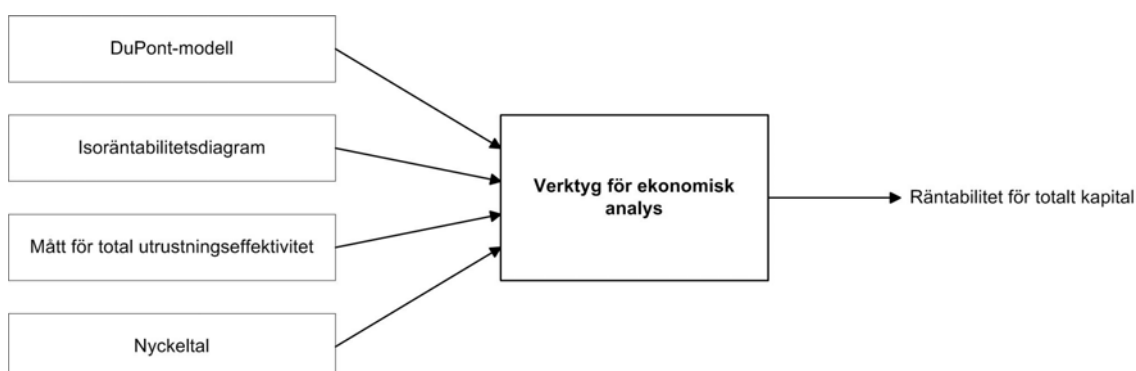 DuPont-modell
Isoräntabilitetsdiagram
Mått för total utrustningseffektivitet
Nyckeltal
Verktyg för ekonomisk
analys
Räntabilitet för totalt kapital